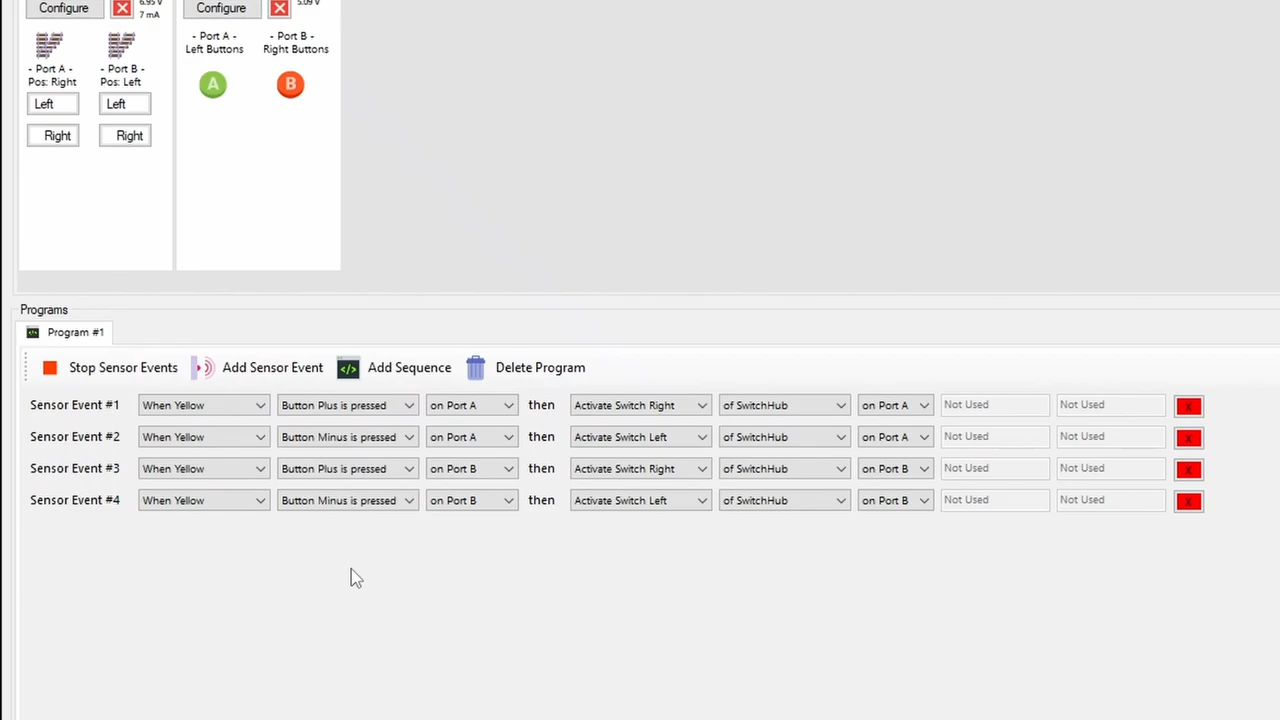 Configure
6.95 V
7 mA
Configure
5.09 V
- Port A -
Pos: Right
- Port B -
Pos: Left
Left
Left
Right
Right
- Port A -
Left Buttons
- Port B -
Right Buttons
A
B
Programs
Program #1
Stop Sensor Events
Add Sensor Event
Add Sequence
Delete Program
Sensor Event #1 When Yellow Button Plus is pressed on Port A then Activate Switch Right of SwitchHub on Port A Not Used Not Used X
Sensor Event #2 When Yellow Button Minus is pressed on Port A then Activate Switch Left of SwitchHub on Port A Not Used Not Used X
Sensor Event #3 When Yellow Button Plus is pressed on Port B then Activate Switch Right of SwitchHub on Port B Not Used Not Used X
Sensor Event #4 When Yellow Button Minus is pressed on Port B then Activate Switch Left of SwitchHub on Port B Not Used Not Used X